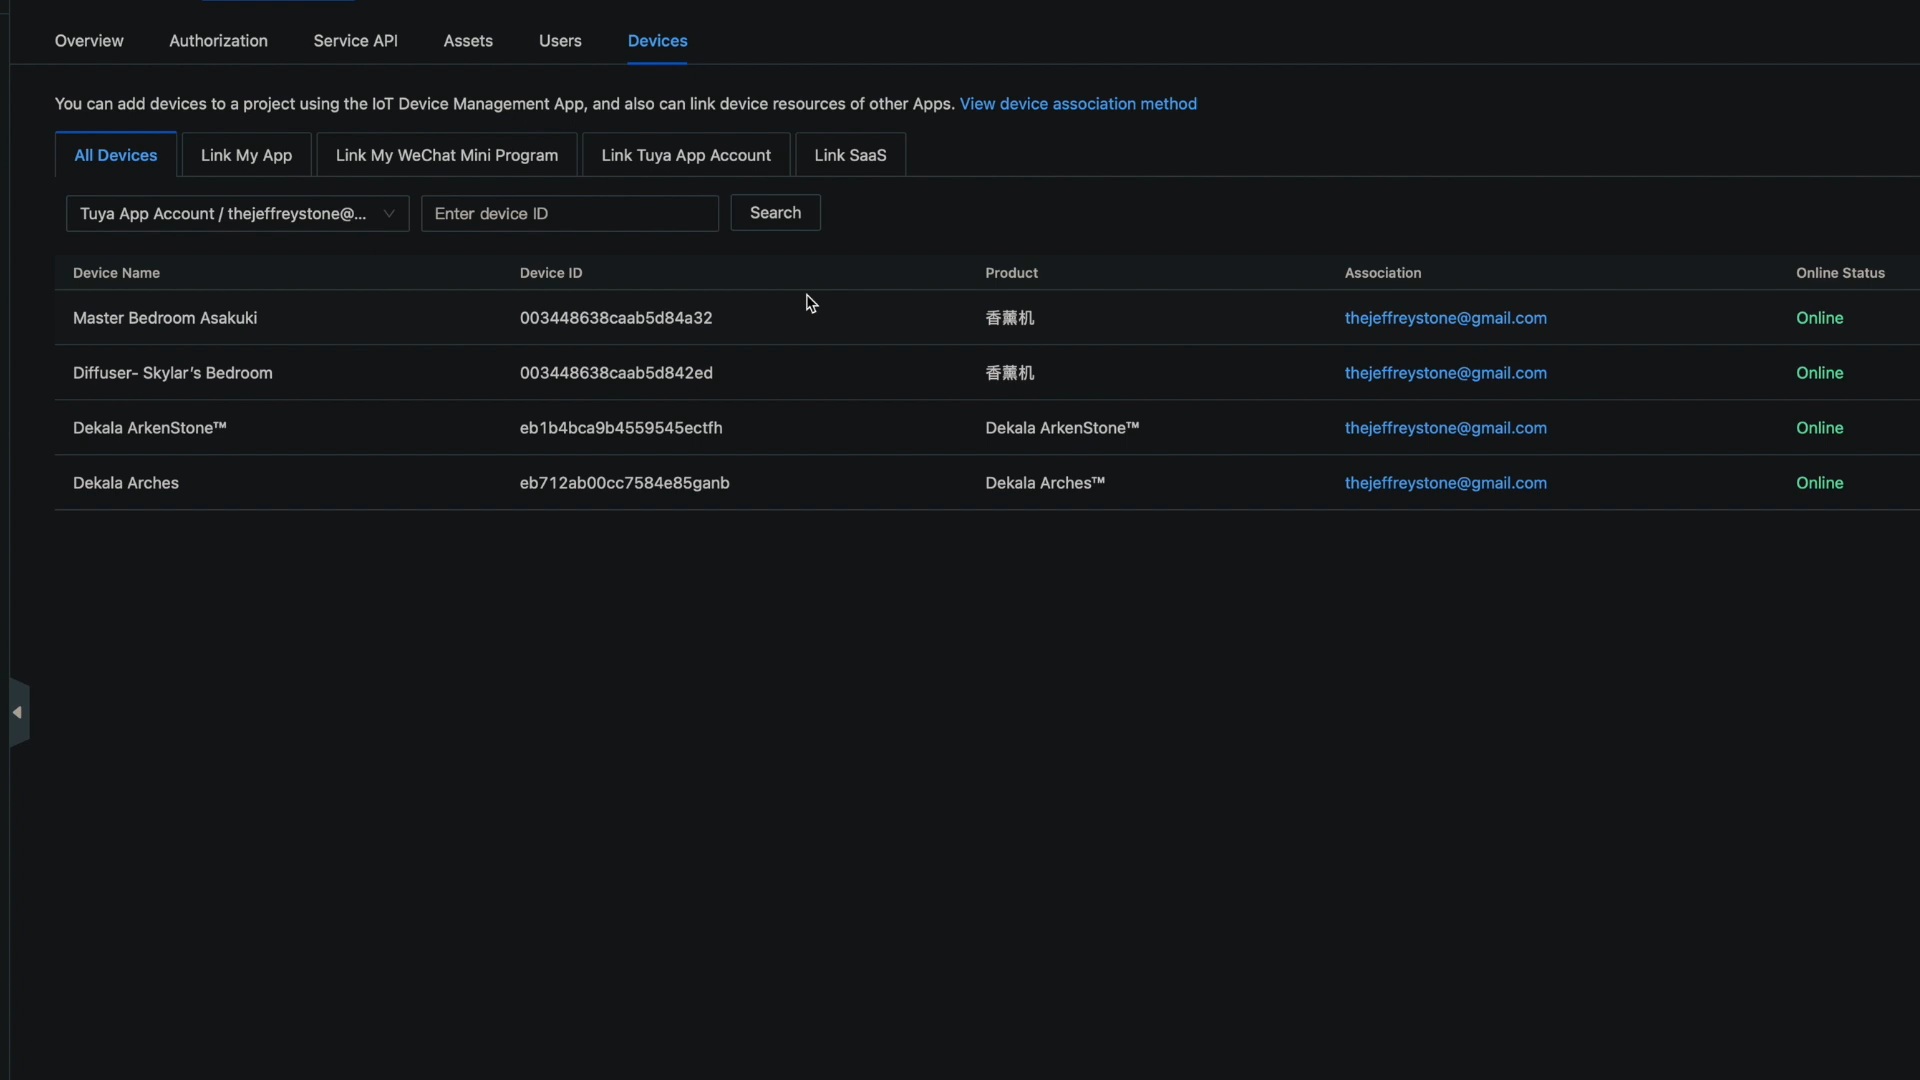 Overview Authorization Service API Assets Users Devices
You can add devices to a project using the IoT Device Management App, and also can link device resources of other Apps. View device association method
All Devices Link My App Link My WeChat Mini Program Link Tuya App Account Link SaaS
Tuya App Account / thejeffreystone@... Enter device ID Search
Device Name Device ID Product Association Online Status
Master Bedroom Asakuki 003448638caab5d84a32 香薰机 thejeffreystone@gmail.com Online
Diffuser- Skylar’s Bedroom 003448638caab5d842ed 香薰机 thejeffreystone@gmail.com Online
Dekala ArkenStone™ eb1b4bca9b4559545ectfh Dekala ArkenStone™ thejeffreystone@gmail.com Online
Dekala Arches eb712ab00cc7584e85ganb Dekala Arches™ thejeffreystone@gmail.com Online